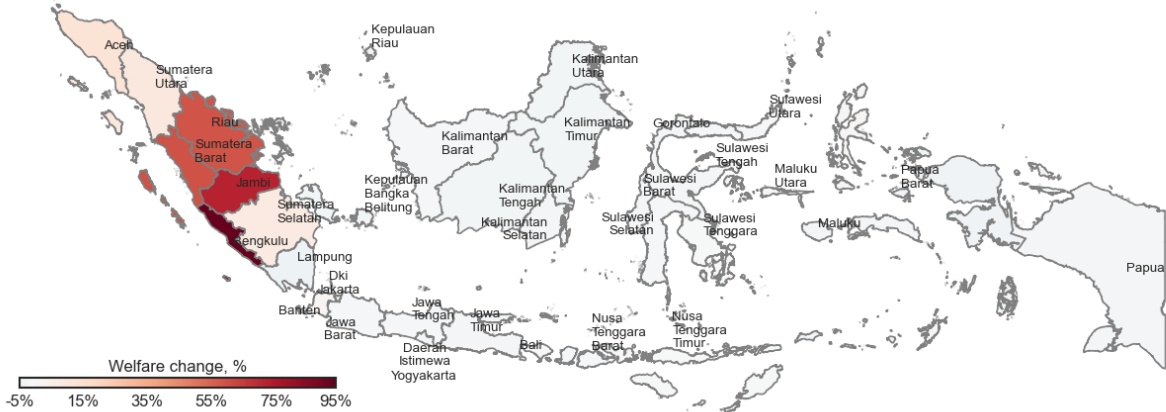 Aceh
Sumatera
Utara
Riau
Sumatera
Barat
Jambi
Sumatera
Selatan
Bengkulu
Lampung
Kepulauan
Riau
Kepulauan
Bangka
Belitung
Dki
Jakarta
Banten
Jawa
Barat
Jawa
Tengah
Daerah
Istimewa
Yogyakarta
Jawa
Timur
Bali
Nusa
Tenggara
Barat
Nusa
Tenggara
Timur
Kalimantan
Utara
Kalimantan
Timur
Kalimantan
Barat
Kalimantan
Tengah
Kalimantan
Selatan
Gorontalo
Sulawesi
Utara
Sulawesi
Tengah
Sulawesi
Barat
Sulawesi
Selatan
Sulawesi
Tenggara
Maluku
Utara
Maluku
Papua
Barat
Papua
Welfare change, %
-5% 15% 35% 55% 75% 95%